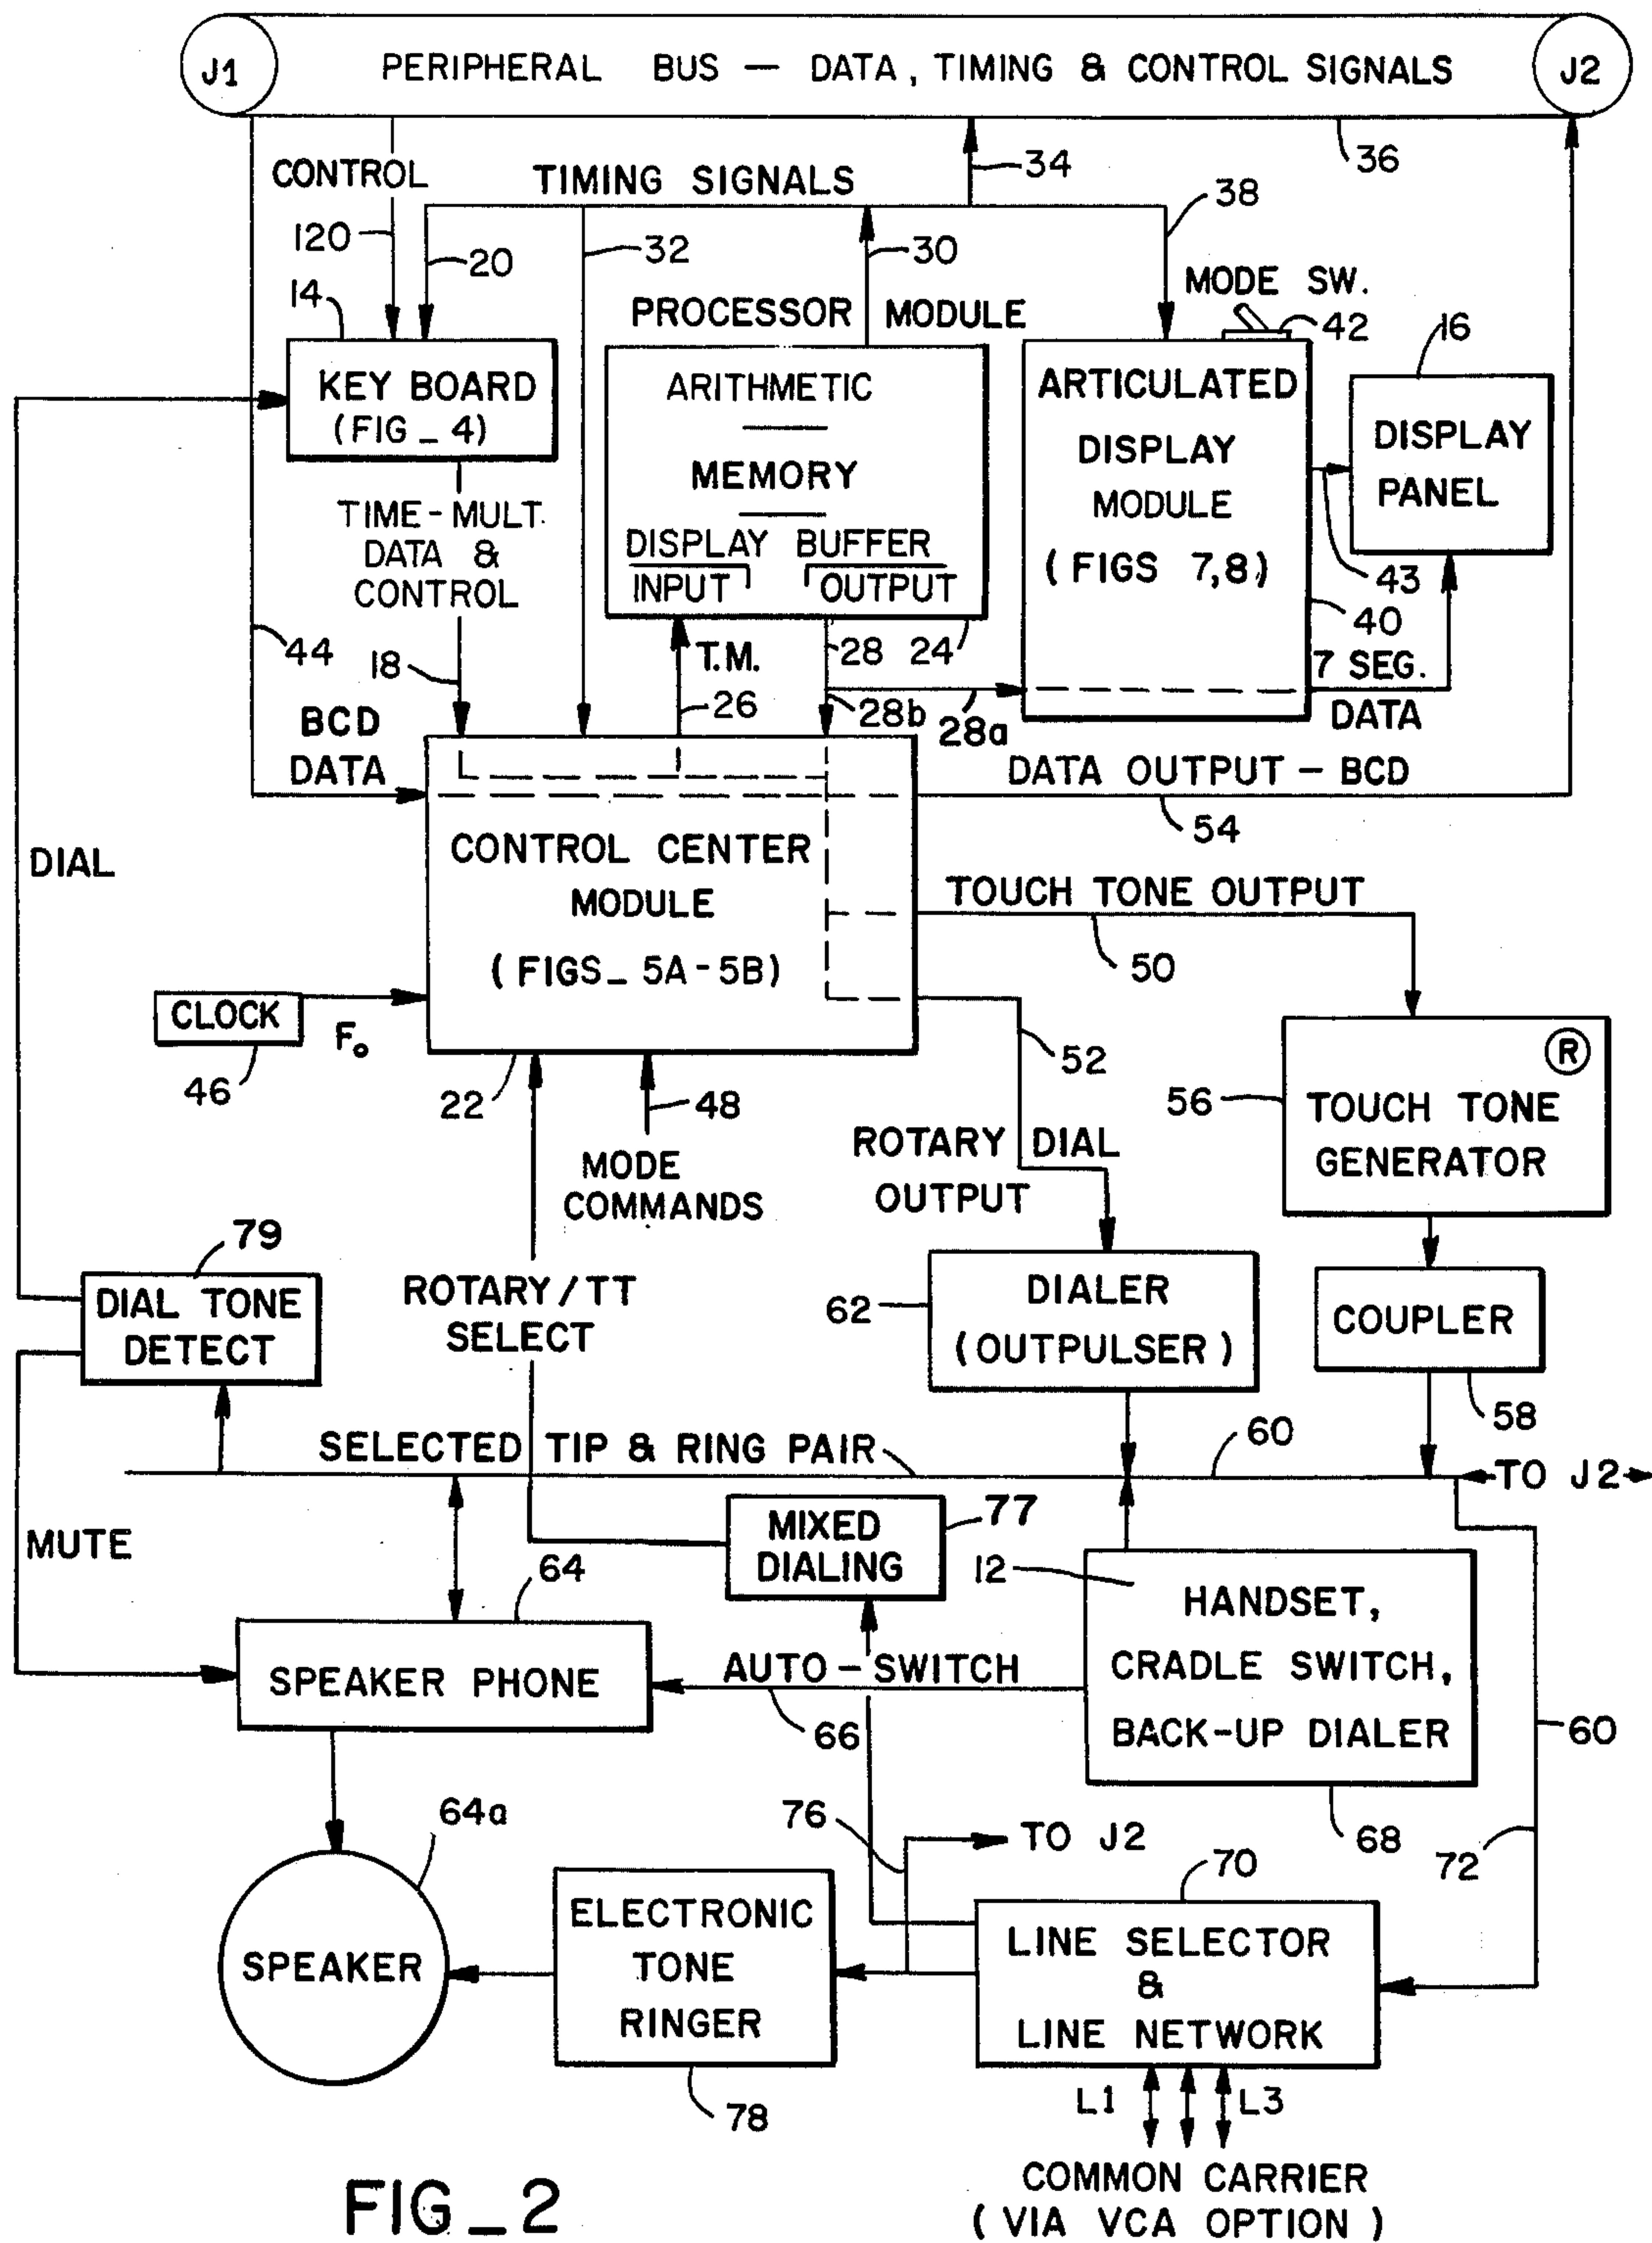 J1 PERIPHERAL BUS — DATA, TIMING & CONTROL SIGNALS J2
CONTROL
TIMING SIGNALS
34
36
38
120
20
32
30
14
MODE SW.
42
16
PROCESSOR MODULE
KEY BOARD
(FIG_4)
ARITHMETIC
MEMORY
DISPLAY BUFFER
INPUT OUTPUT
ARTICULATED
DISPLAY
MODULE
(FIGS 7,8)
DISPLAY
PANEL
43
40
TIME-MULT.
DATA &
CONTROL
44
18
T.M.
26
28
24
28b
28a
7 SEG.
DATA
BCD
DATA
DATA OUTPUT – BCD
54
DIAL
CONTROL CENTER
MODULE
(FIGS_ 5A-5B)
TOUCH TONE OUTPUT
50
CLOCK
Fo
46
22
48
52
MODE
COMMANDS
ROTARY DIAL
OUTPUT
56
®
TOUCH TONE
GENERATOR
79
DIAL TONE
DETECT
ROTARY/TT
SELECT
62
DIALER
(OUTPULSER)
COUPLER
58
SELECTED TIP & RING PAIR
60
TO J2
MUTE
MIXED
DIALING
77
64
12
HANDSET,
CRADLE SWITCH,
BACK-UP DIALER
SPEAKER PHONE
AUTO-SWITCH
66
60
68
72
64a
76
TO J2
70
SPEAKER
ELECTRONIC
TONE
RINGER
78
LINE SELECTOR
&
LINE NETWORK
L1 L3
COMMON CARRIER
(VIA VCA OPTION)
FIG_2